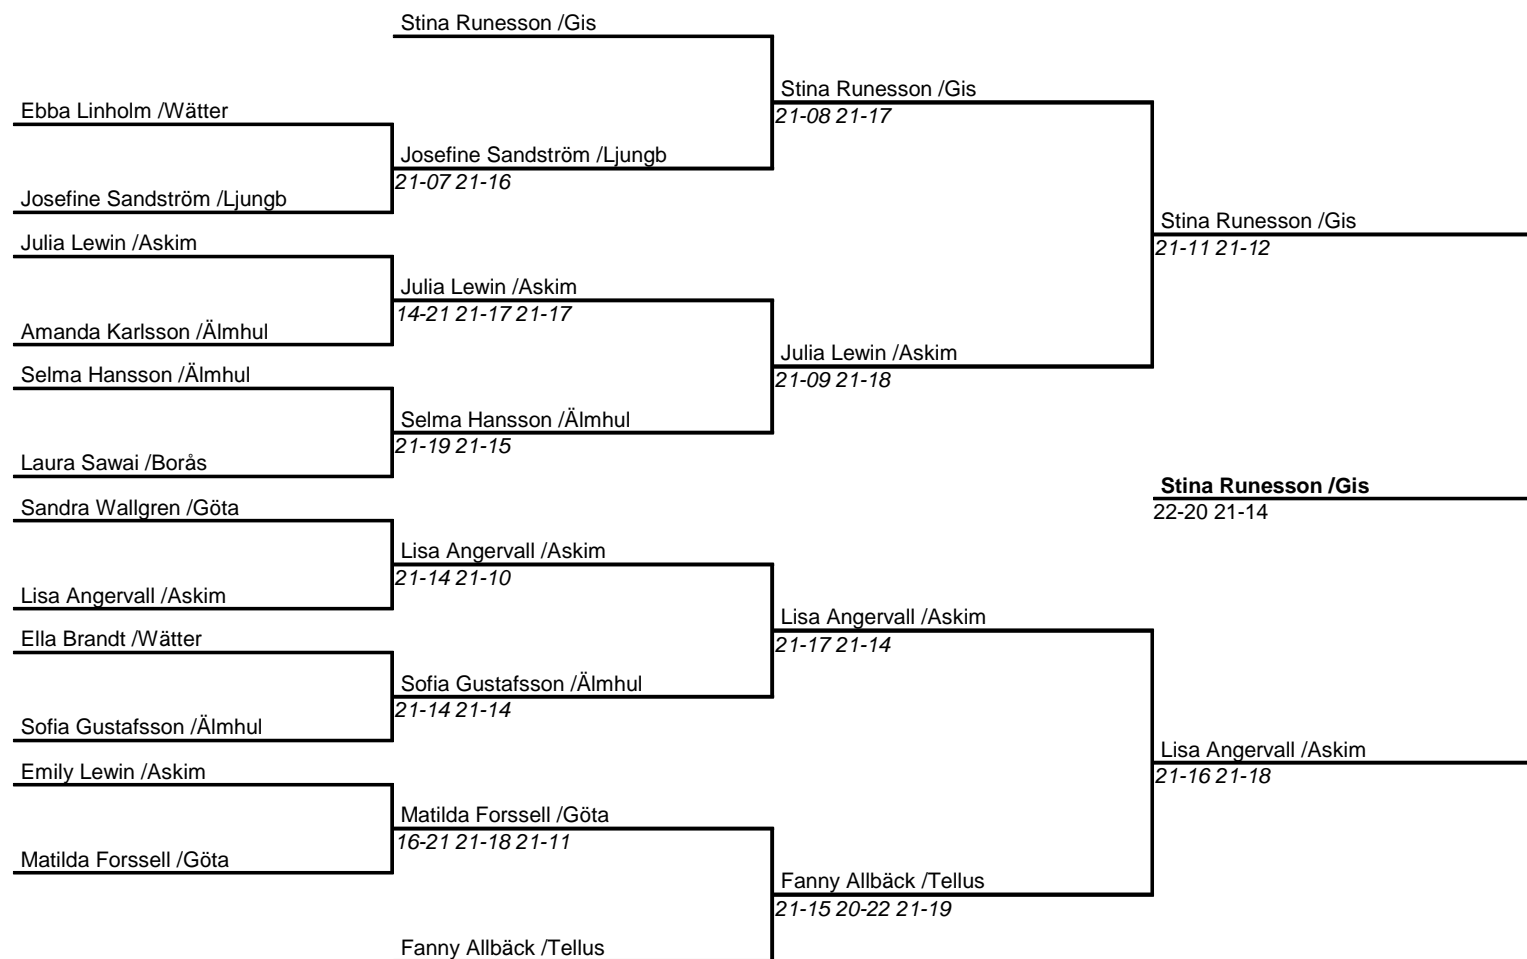 Stina Runesson /Gis
Stina Runesson /Gis
Ebba Linholm /Wätter
21-08 21-17
Josefine Sandström /Ljungb
21-07 21-16
Josefine Sandström /Ljungb
Stina Runesson /Gis
Julia Lewin /Askim
21-11 21-12
Julia Lewin /Askim
14-21 21-17 21-17
Amanda Karlsson /Älmhul
Julia Lewin /Askim
Selma Hansson /Älmhul
21-09 21-18
Selma Hansson /Älmhul
21-19 21-15
Laura Sawai /Borås
Stina Runesson /Gis
Sandra Wallgren /Göta
22-20 21-14
Lisa Angervall /Askim
21-14 21-10
Lisa Angervall /Askim
Lisa Angervall /Askim
Ella Brandt /Wätter
21-17 21-14
Sofia Gustafsson /Älmhul
21-14 21-14
Sofia Gustafsson /Älmhul
Lisa Angervall /Askim
Emily Lewin /Askim
21-16 21-18
Matilda Forssell /Göta
16-21 21-18 21-11
Matilda Forssell /Göta
Fanny Allbäck /Tellus
21-15 20-22 21-19
Fanny Allbäck /Tellus